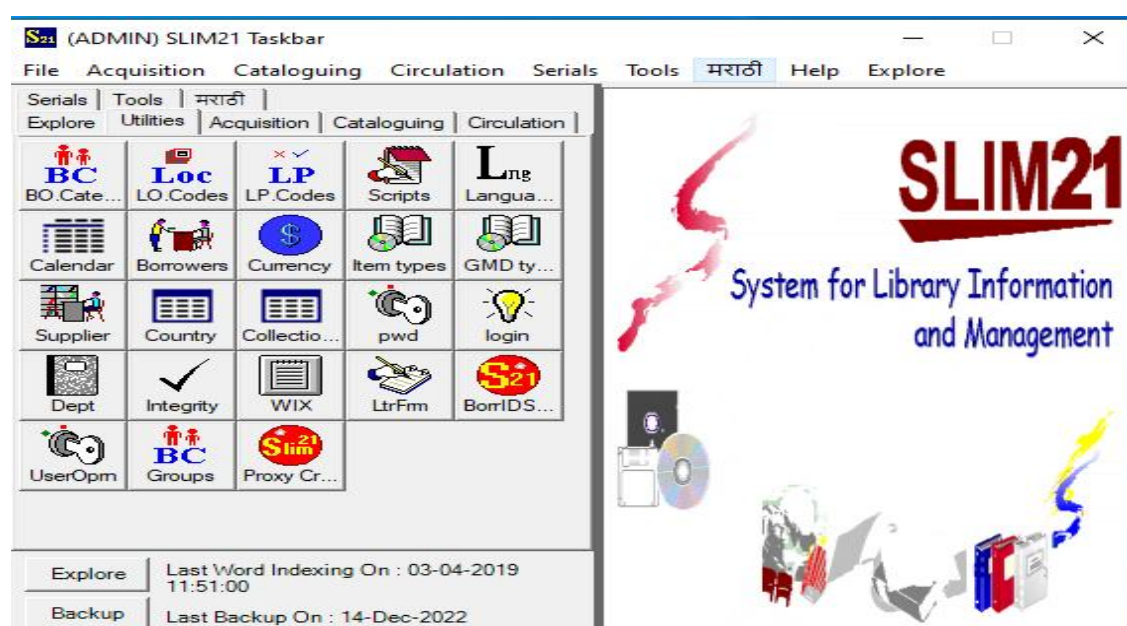 S21 (ADMIN) SLIM21 Taskbar
File Acquisition Cataloguing Circulation Serials Tools मराठी Help Explore
Serials Tools मराठी
Explore Utilities Acquisition Cataloguing Circulation
BC Loc LP Lng
BO.Cate... LO.Codes LP.Codes Scripts Langua...
$
Calendar Borrowers Currency Item types GMD ty...
Supplier Country Collectio... pwd login
S21
Dept Integrity WIX LtrFrm BorrIDS...
BC Slim21
UserOprn Groups Proxy Cr...
Explore Last Word Indexing On : 03-04-2019
11:51:00
Backup Last Backup On : 14-Dec-2022
SLIM21
System for Library Information
and Management